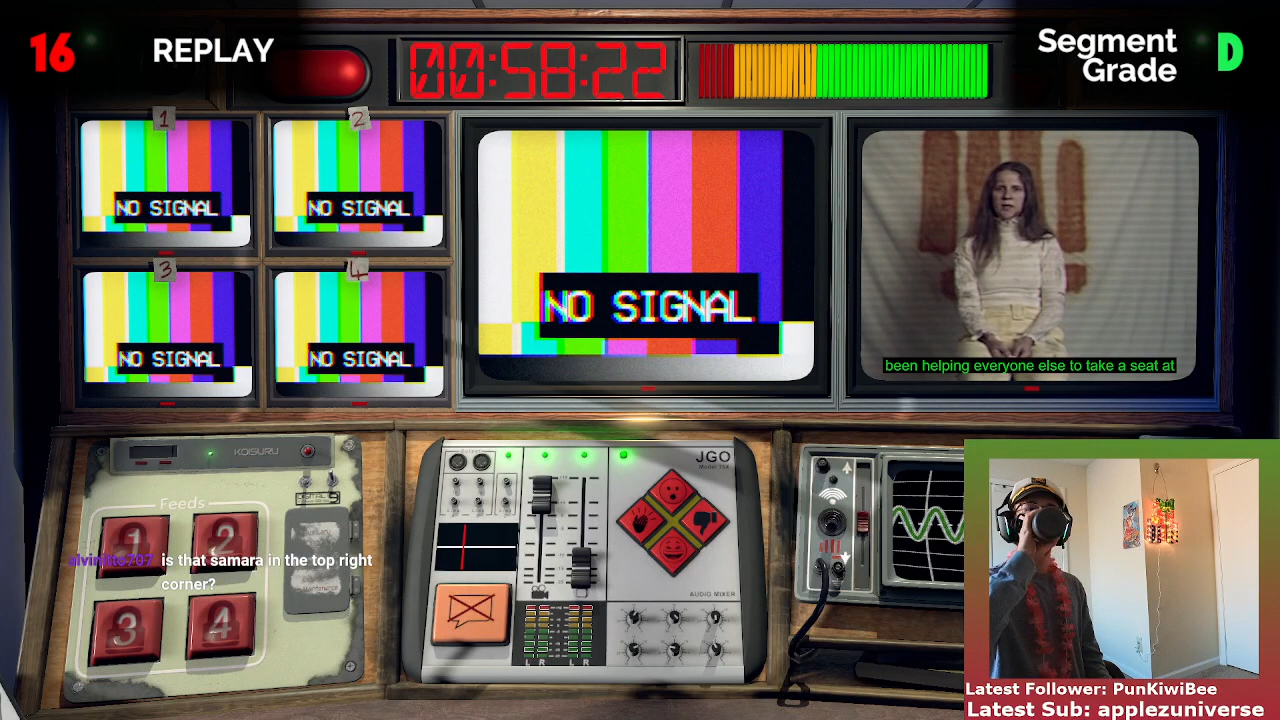 16
REPLAY
00:58:22
Segment
Grade
D
1
2
NO SIGNAL
NO SIGNAL
3
4
NO SIGNAL
NO SIGNAL
NO SIGNAL
been helping everyone else to take a seat at
KOISURU
Feeds
1
2
3
4
is that samara in the top right
corner?
JGO
AUDIO MIXER
L R L R
Latest Follower: PunKiwiBee
Latest Sub: applezuniverse